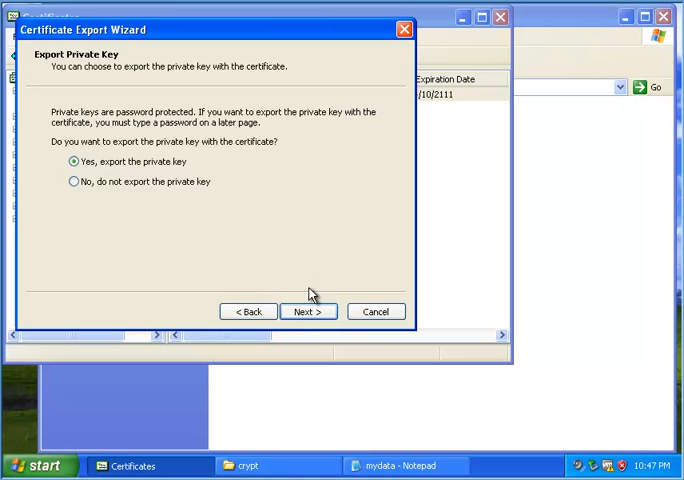 Certificates
Certificate Export Wizard
Export Private Key
You can choose to export the private key with the certificate.
Expiration Date
/10/2111
Go
Private keys are password protected. If you want to export the private key with the
certificate, you must type a password on a later page.
Do you want to export the private key with the certificate?
Yes, export the private key
No, do not export the private key
< Back
Next >
Cancel
start
Certificates
crypt
mydata - Notepad
10:47 PM